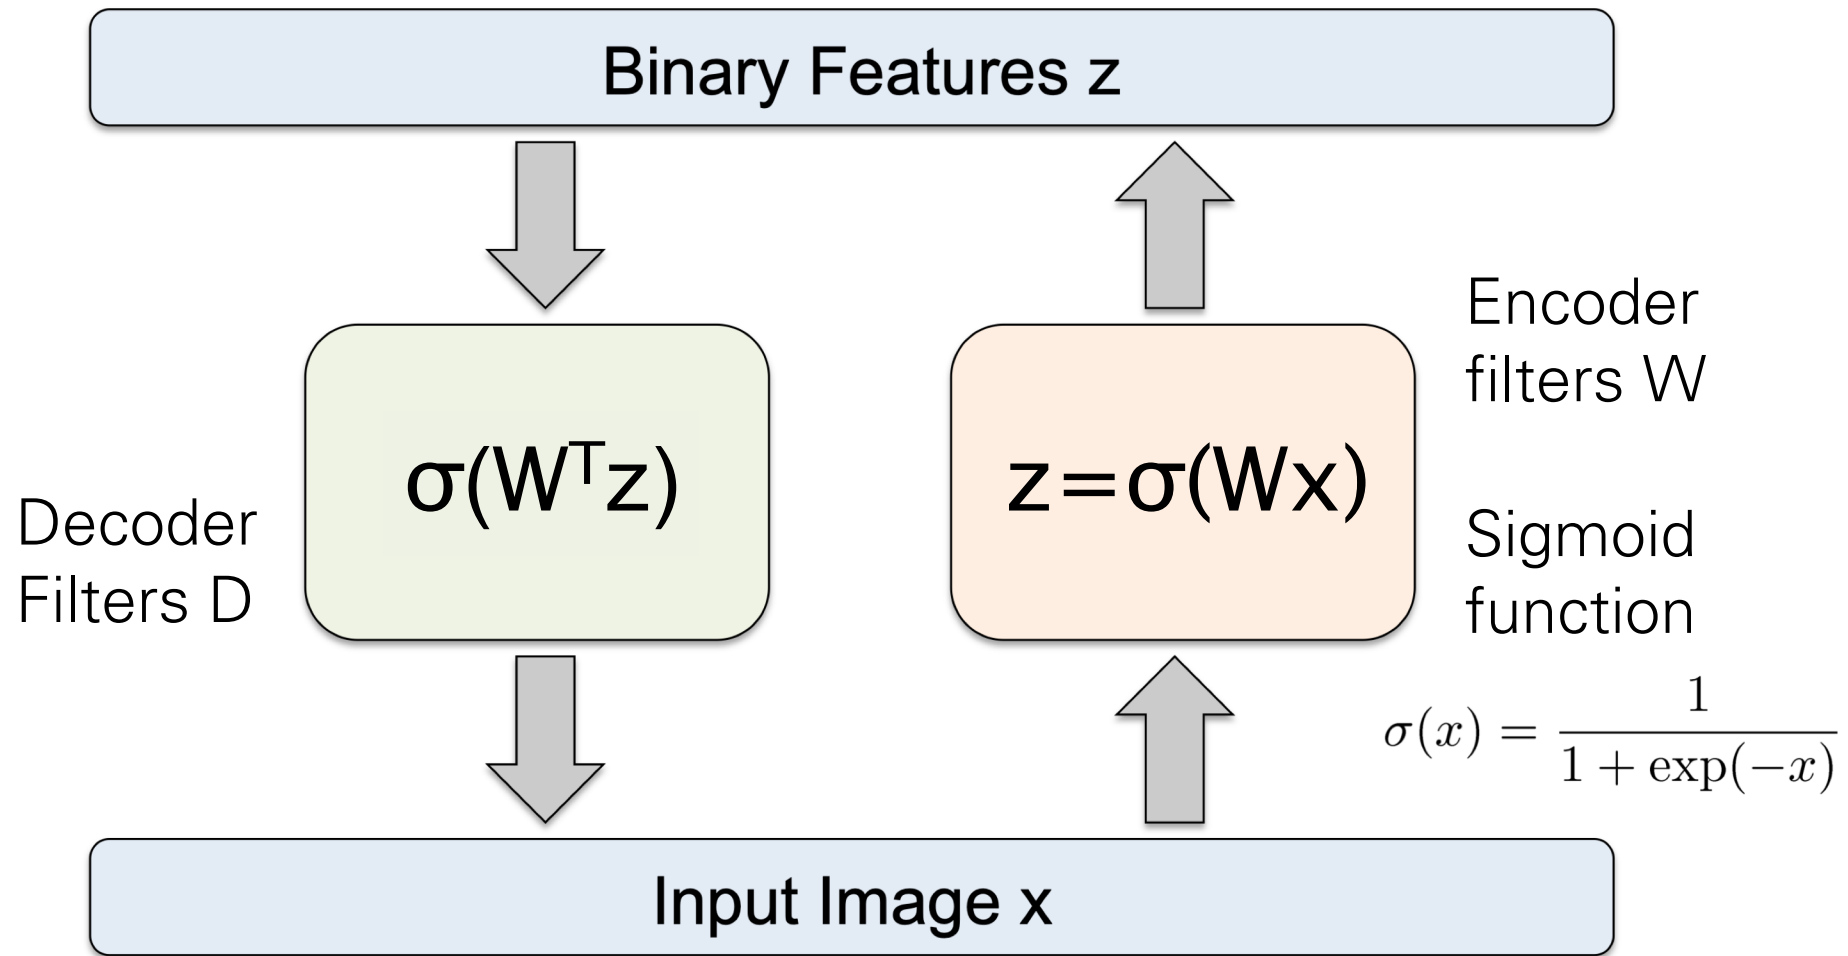 Binary Features z
Encoder
filters W
σ(Wᵀz)
z=σ(Wx)
Decoder
Filters D
Sigmoid
function
σ(x) = 1 / (1 + exp(−x))
Input Image x